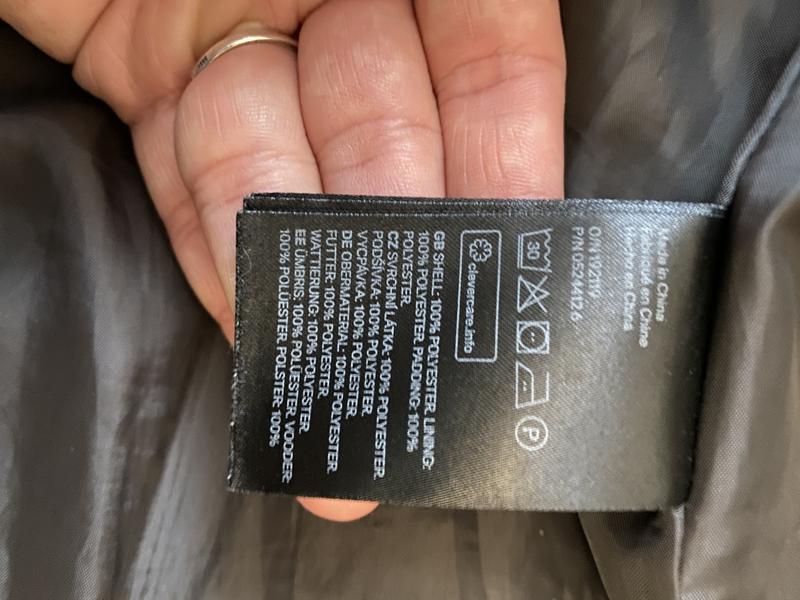 Made in China
Fabriqué en Chine
Hecho en China
O/N 192119
P/N 0524412.6
30
P
clevercare.info
GB SHELL: 100% POLYESTER. LINING:
100% POLYESTER. PADDING: 100%
POLYESTER.
CZ SVRCHNÍ LÁTKA: 100% POLYESTER.
PODŠÍVKA: 100% POLYESTER.
VYCPÁVKA: 100% POLYESTER.
DE OBERMATERIAL: 100% POLYESTER.
FUTTER: 100% POLYESTER.
WATTIERUNG: 100% POLYESTER.
EE ÜMBRIS: 100% POLÜESTER. VOODER:
100% POLÜESTER. POLSTER: 100%